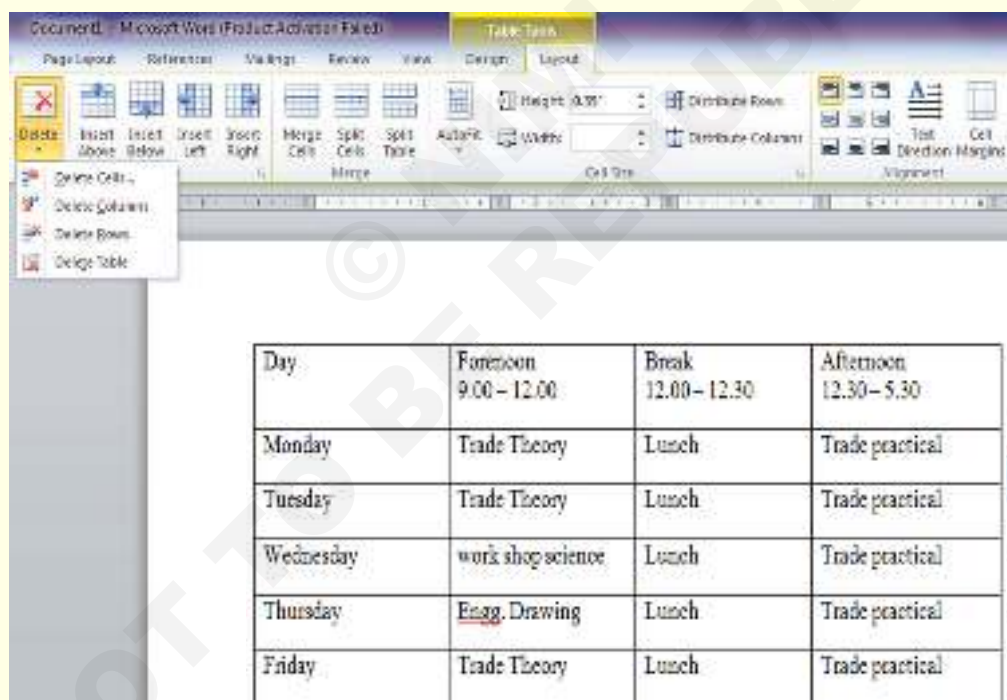 Document1 - Microsoft Word (Product Activation Failed)
Table Tools
Page Layout References Mailings Review View Design Layout
Delete
Insert Above
Insert Below
Insert Left
Insert Right
Merge Cells
Split Cells
Split Table
AutoFit
Height: 0.35"
Width:
Distribute Rows
Distribute Columns
Text Direction
Cell Margins
Merge
Cell Size
Alignment
Delete Cells...
Delete Columns
Delete Rows
Delete Table
Day Forenoon Break Afternoon
9.00 – 12.00 12.00 – 12.30 12.30 – 5.30
Monday Trade Theory Lunch Trade practical
Tuesday Trade Theory Lunch Trade practical
Wednesday work shop science Lunch Trade practical
Thursday Engg. Drawing Lunch Trade practical
Friday Trade Theory Lunch Trade practical